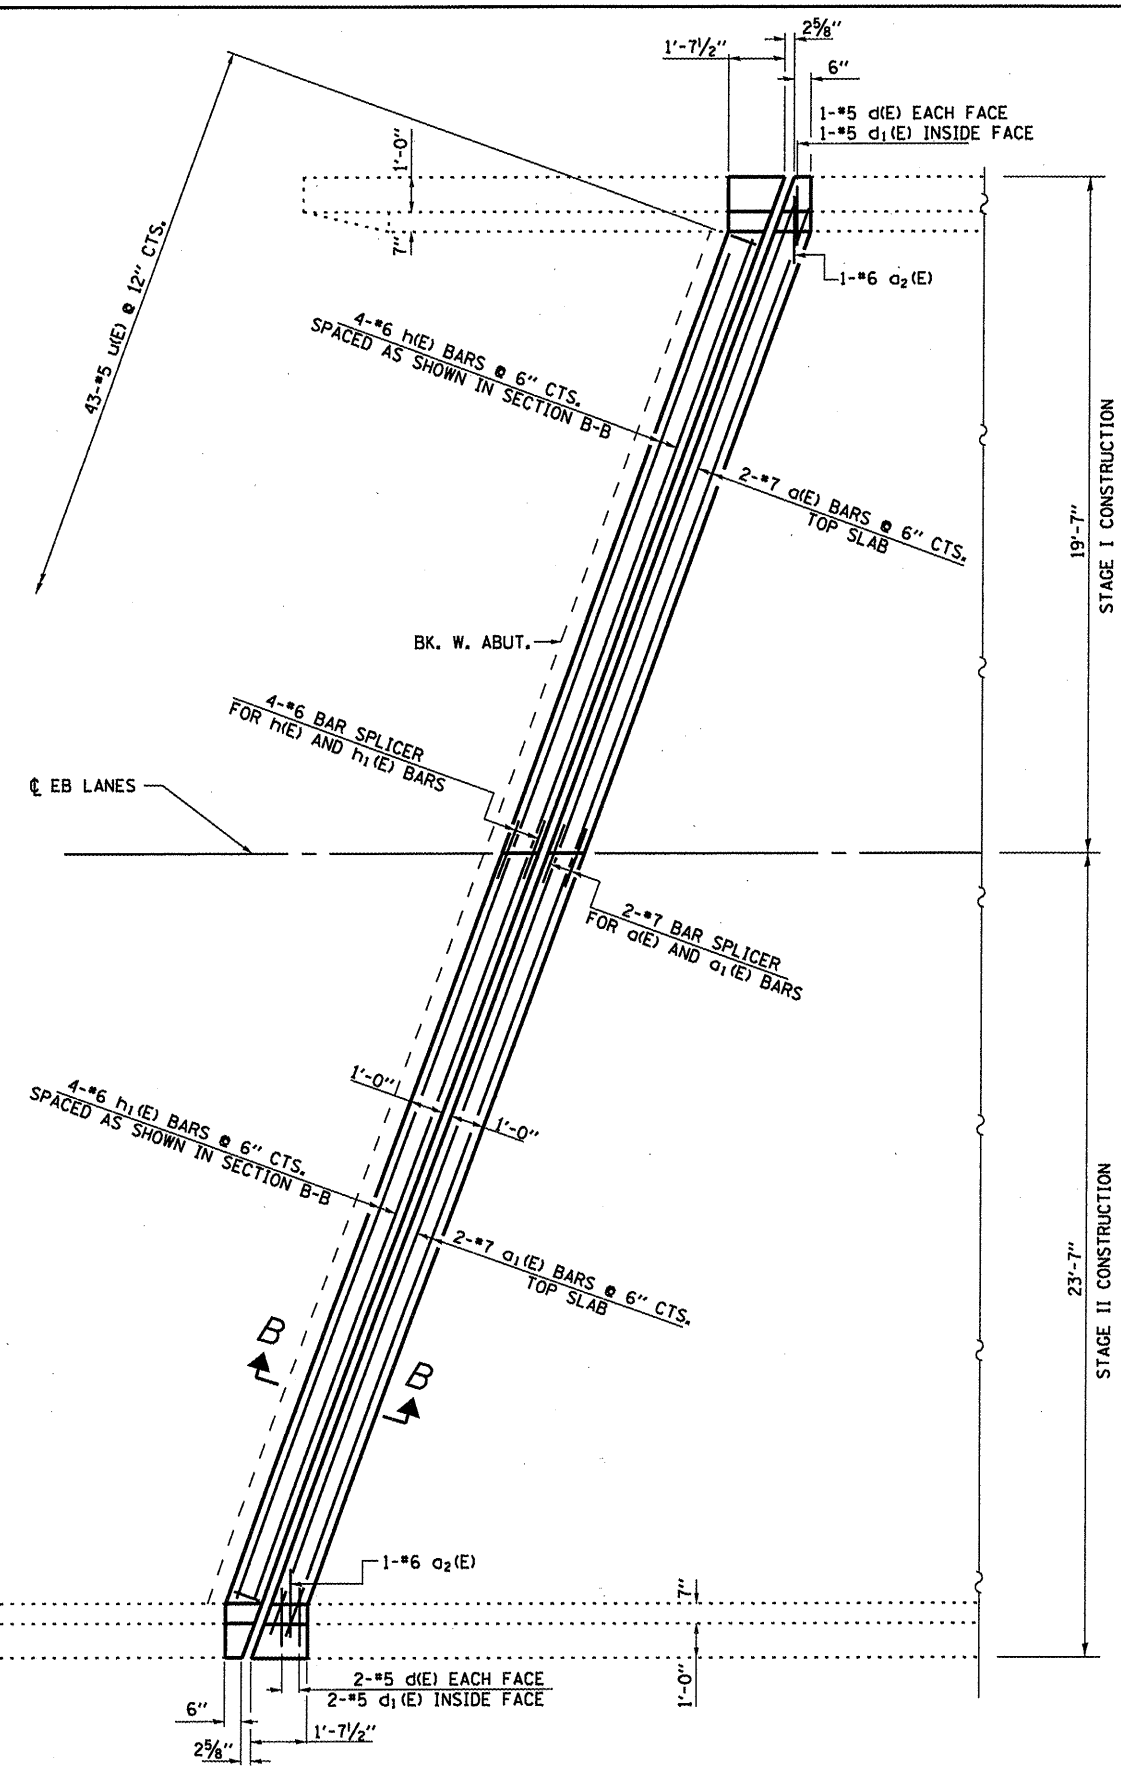 2⅝"
1'-7½"
6"
1-#5 d(E) EACH FACE
1-#5 d₁(E) INSIDE FACE
1'-0"
7"
1-#6 a₂(E)
43-#5 u(E) @ 12" CTS.
4-#6 h(E) BARS @ 6" CTS.
SPACED AS SHOWN IN SECTION B-B
2-#7 a(E) BARS @ 6" CTS.
TOP SLAB
19'-7"
STAGE I CONSTRUCTION
BK. W. ABUT.
4-#6 BAR SPLICER
FOR h(E) AND h₁(E) BARS
℄ EB LANES
2-#7 BAR SPLICER
FOR a(E) AND a₁(E) BARS
1'-0"
1'-0"
4-#6 h₁(E) BARS @ 6" CTS.
SPACED AS SHOWN IN SECTION B-B
2-#7 a₁(E) BARS @ 6" CTS.
TOP SLAB
23'-7"
STAGE II CONSTRUCTION
B
B
1-#6 a₂(E)
7"
1'-0"
2-#5 d(E) EACH FACE
2-#5 d₁(E) INSIDE FACE
6"
1'-7½"
2⅝"